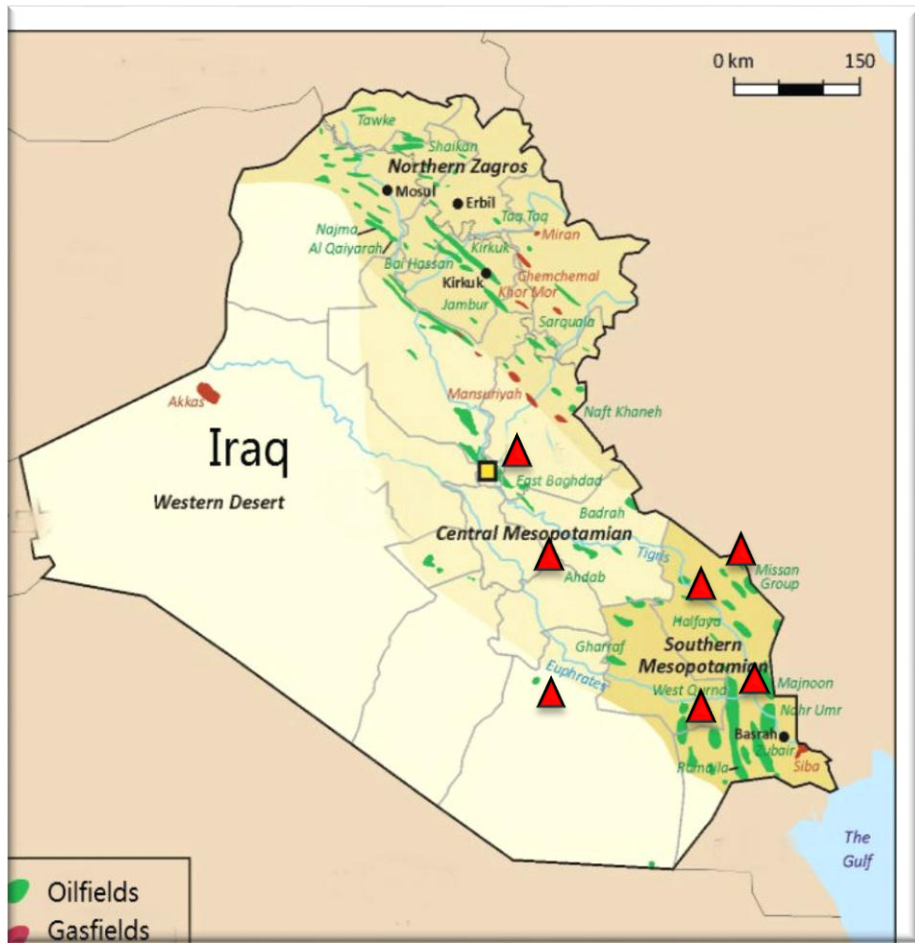 0 km 150
Tawke
Shaikan
Northern Zagros
Mosul
Erbil
Taq Taq
Najma
Miran
Al Qaiyarah
Kirkuk
Bai Hassan
Chemchemal
Kirkuk
Khor Mor
Jambur
Sarquala
Mansuriyah
Akkas
Naft Khaneh
Iraq
East Baghdad
Western Desert
Badrah
Central Mesopotamian
Tigris
Missan
Group
Ahdab
Halfaya
Southern
Mesopotamian
Gharraf
Euphrates
West Qurna
Majnoon
Nahr Umr
Basrah
Zubair
Rumaila
Siba
The
Gulf
Oilfields
Gasfields